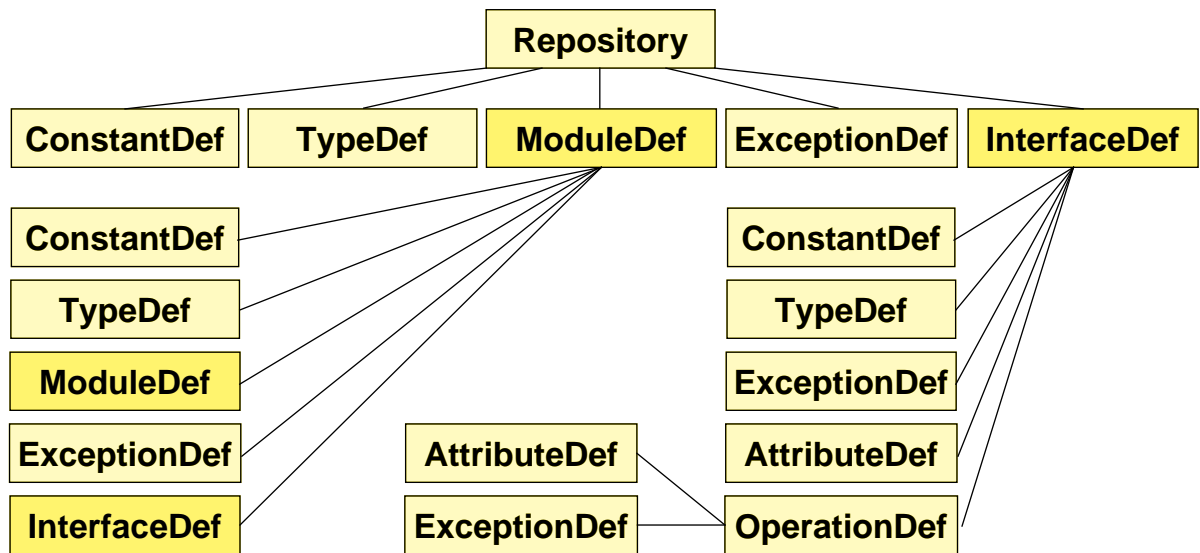 Repository
ConstantDef
TypeDef
ModuleDef
ExceptionDef
InterfaceDef
ConstantDef
TypeDef
ModuleDef
ExceptionDef
InterfaceDef
ConstantDef
TypeDef
ExceptionDef
AttributeDef
OperationDef
AttributeDef
ExceptionDef